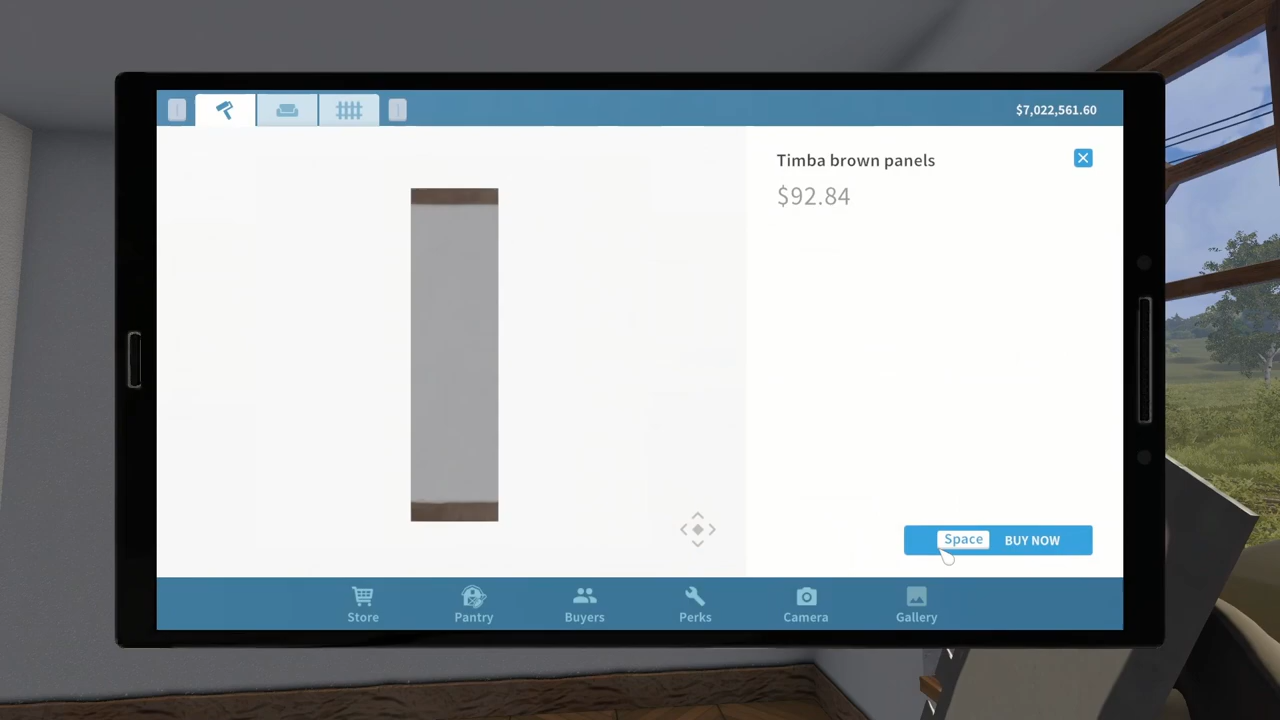 $7,022,561.60
Timba brown panels
$92.84
Space BUY NOW
Store Pantry Buyers Perks Camera Gallery